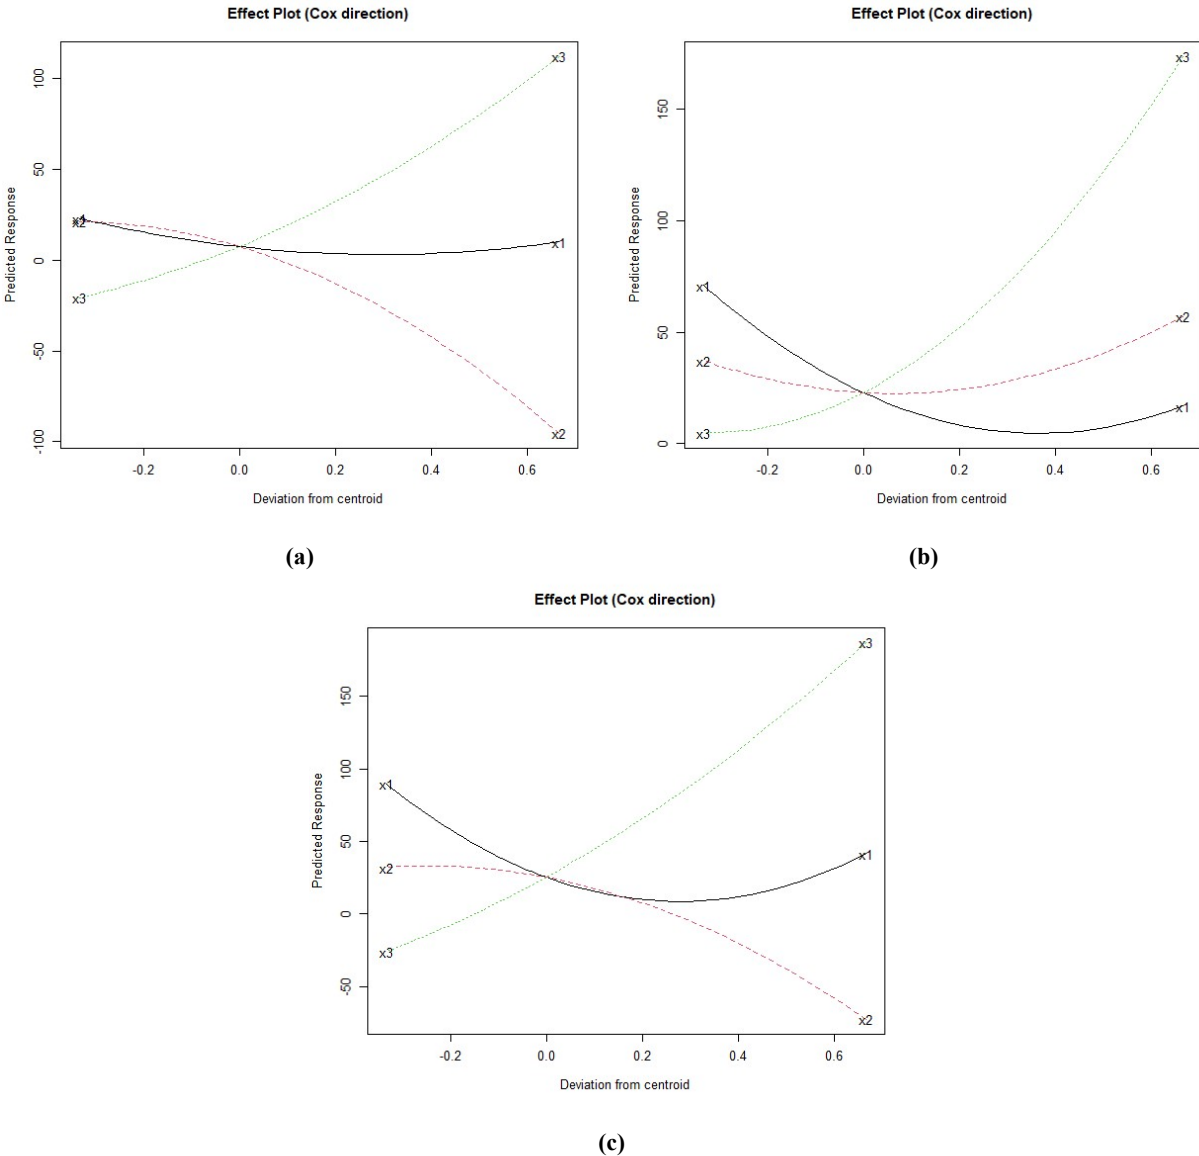 Effect Plot (Cox direction)
Predicted Response
100
50
0
-50
-100
x2
x3
x3
x1
x2
-0.2
0.0
0.2
0.4
0.6
Deviation from centroid
(a)
Effect Plot (Cox direction)
Predicted Response
150
100
50
0
x1
x2
x3
x3
x2
x1
-0.2
0.0
0.2
0.4
0.6
Deviation from centroid
(b)
Effect Plot (Cox direction)
Predicted Response
150
100
50
0
-50
x1
x2
x3
x3
x1
x2
-0.2
0.0
0.2
0.4
0.6
Deviation from centroid
(c)